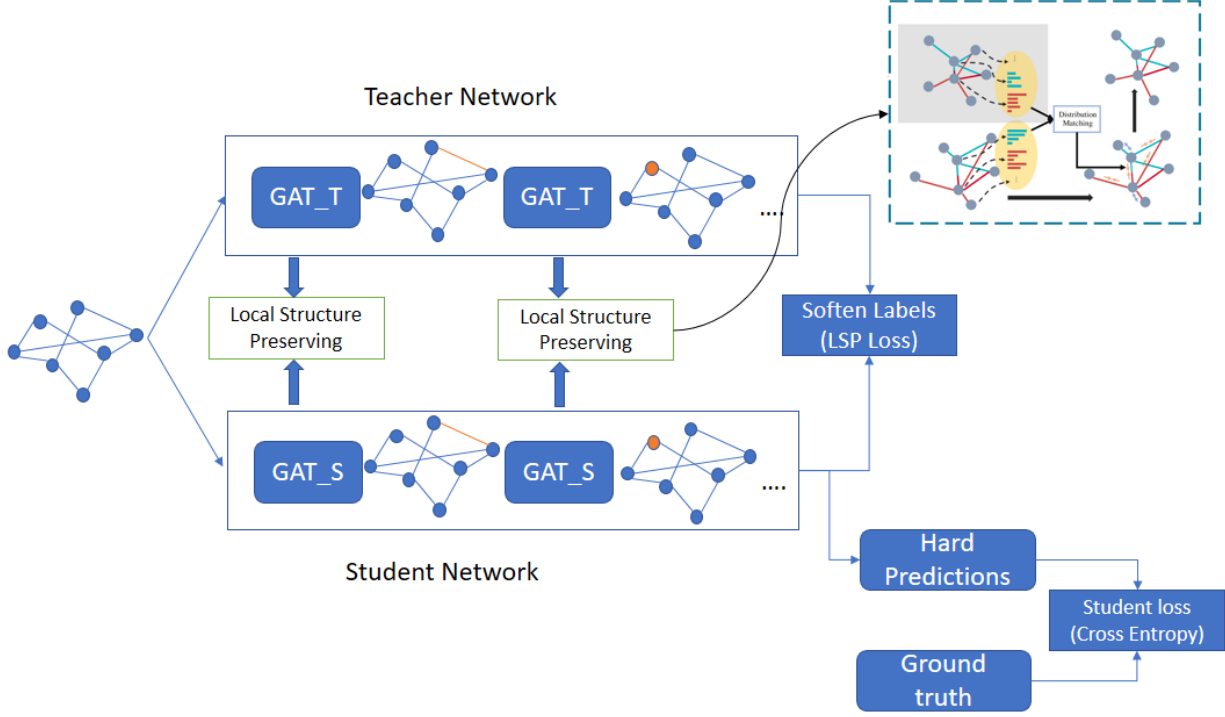 Teacher Network
Distribution
Matching
GAT_T
GAT_T
....
Local Structure
Preserving
Local Structure
Preserving
Soften Labels
(LSP Loss)
GAT_S
GAT_S
....
Student Network
Hard
Predictions
Student loss
(Cross Entropy)
Ground
truth